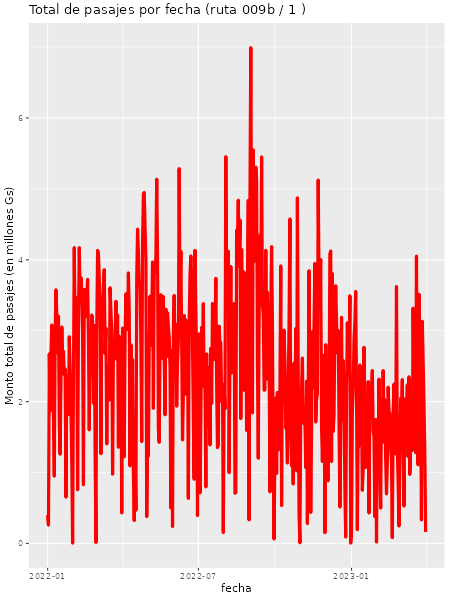 Total de pasajes por fecha (ruta 009b / 1 )
Monto total de pasajes (en millones Gs)
6
4
2
0
2022-01
2022-07
2023-01
fecha